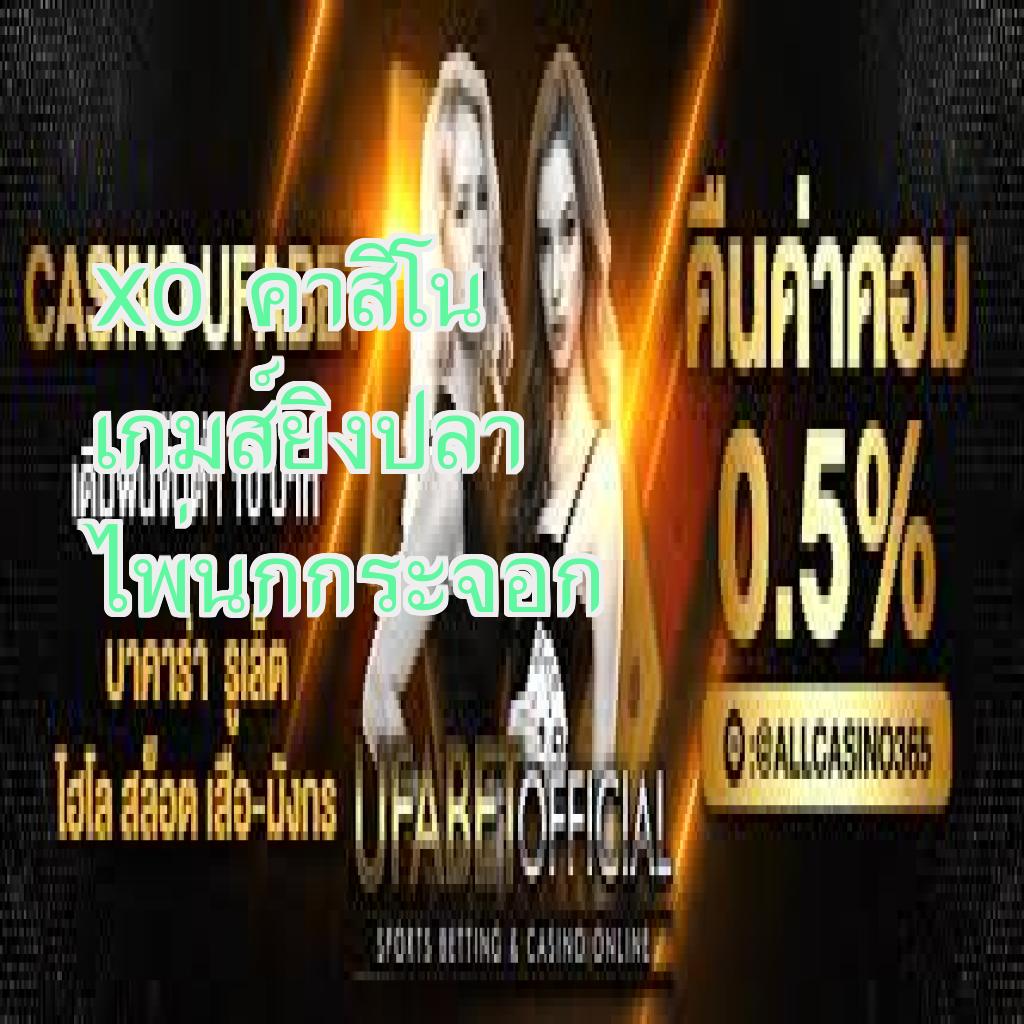 CASINO UFABET
xo คาสิโน
เกมส์ยิงปลา
ไพ่นกกระจอก
บาคาร่า รูเล็ต
ไฮโล สล็อต เสือ-มังกร
คืนค่าคอม
0.5%
:@ALLCASINO365
UFABET OFFICIAL
SPORTS BETTING & CASINO ONLINE